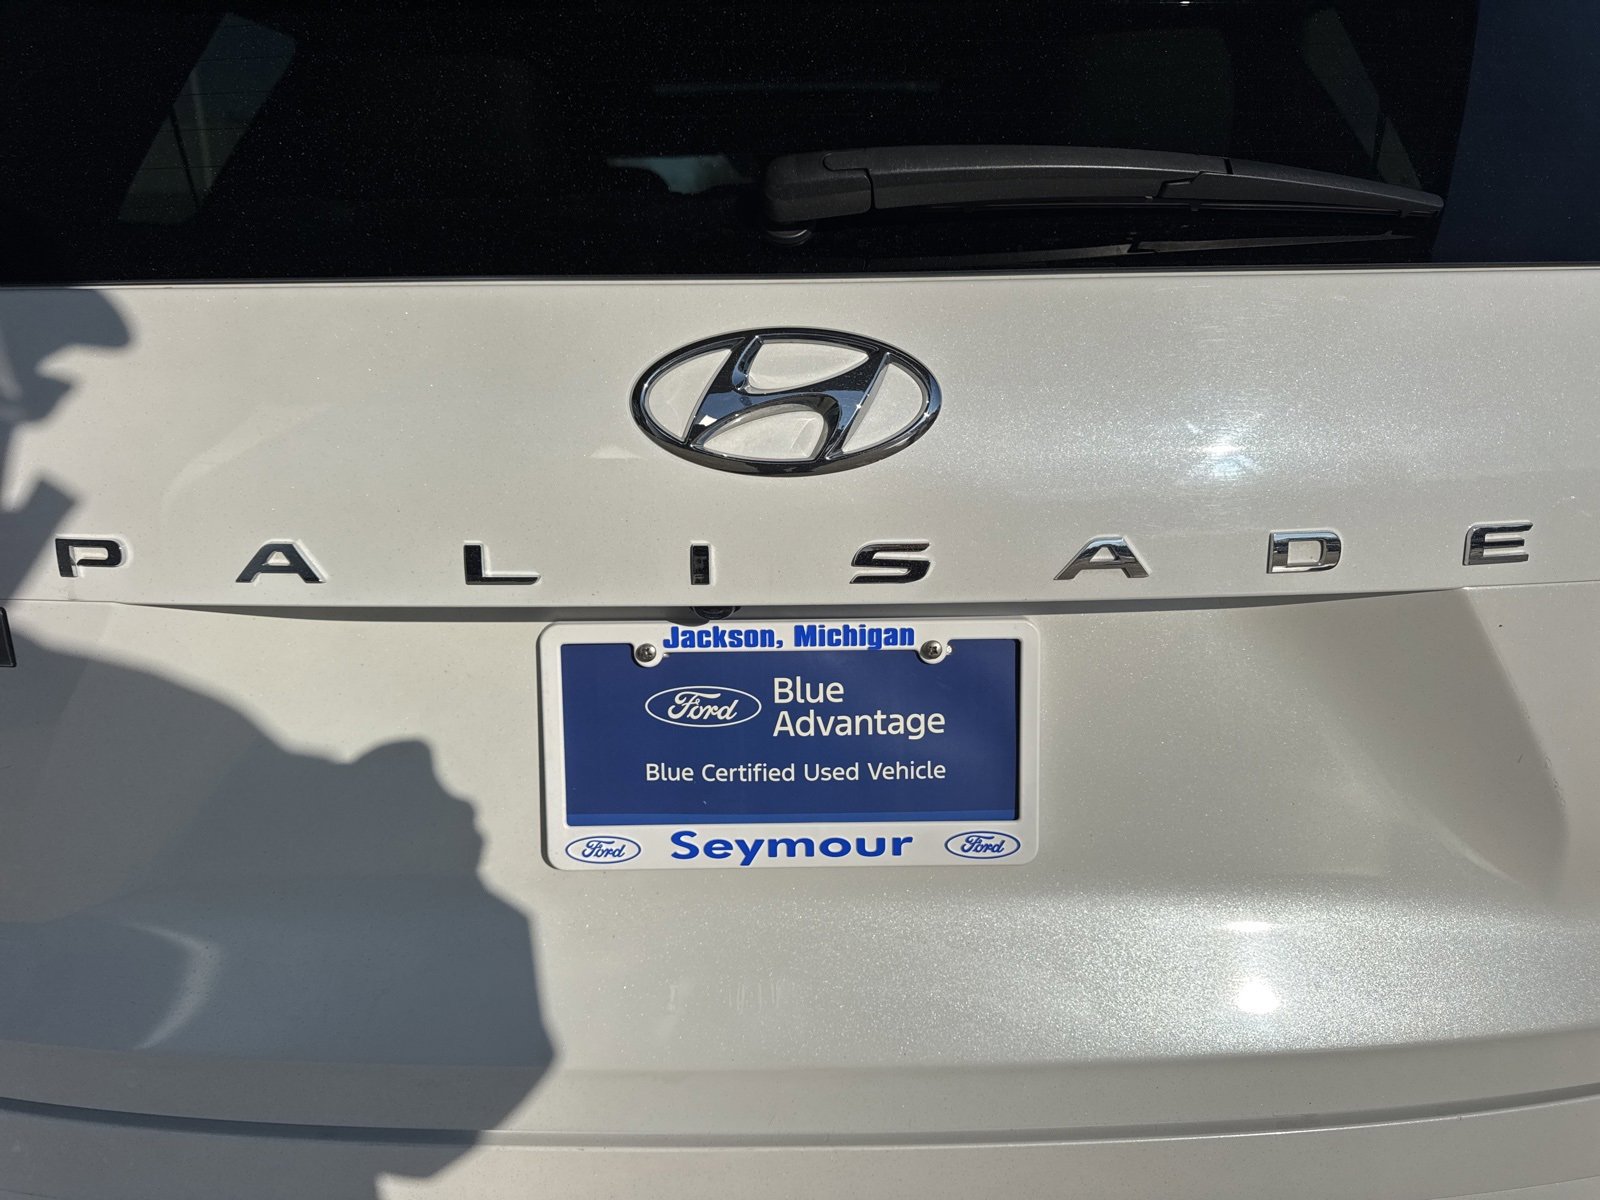 PALISADE
Jackson, Michigan
Ford Blue
Advantage
Blue Certified Used Vehicle
Ford Seymour Ford